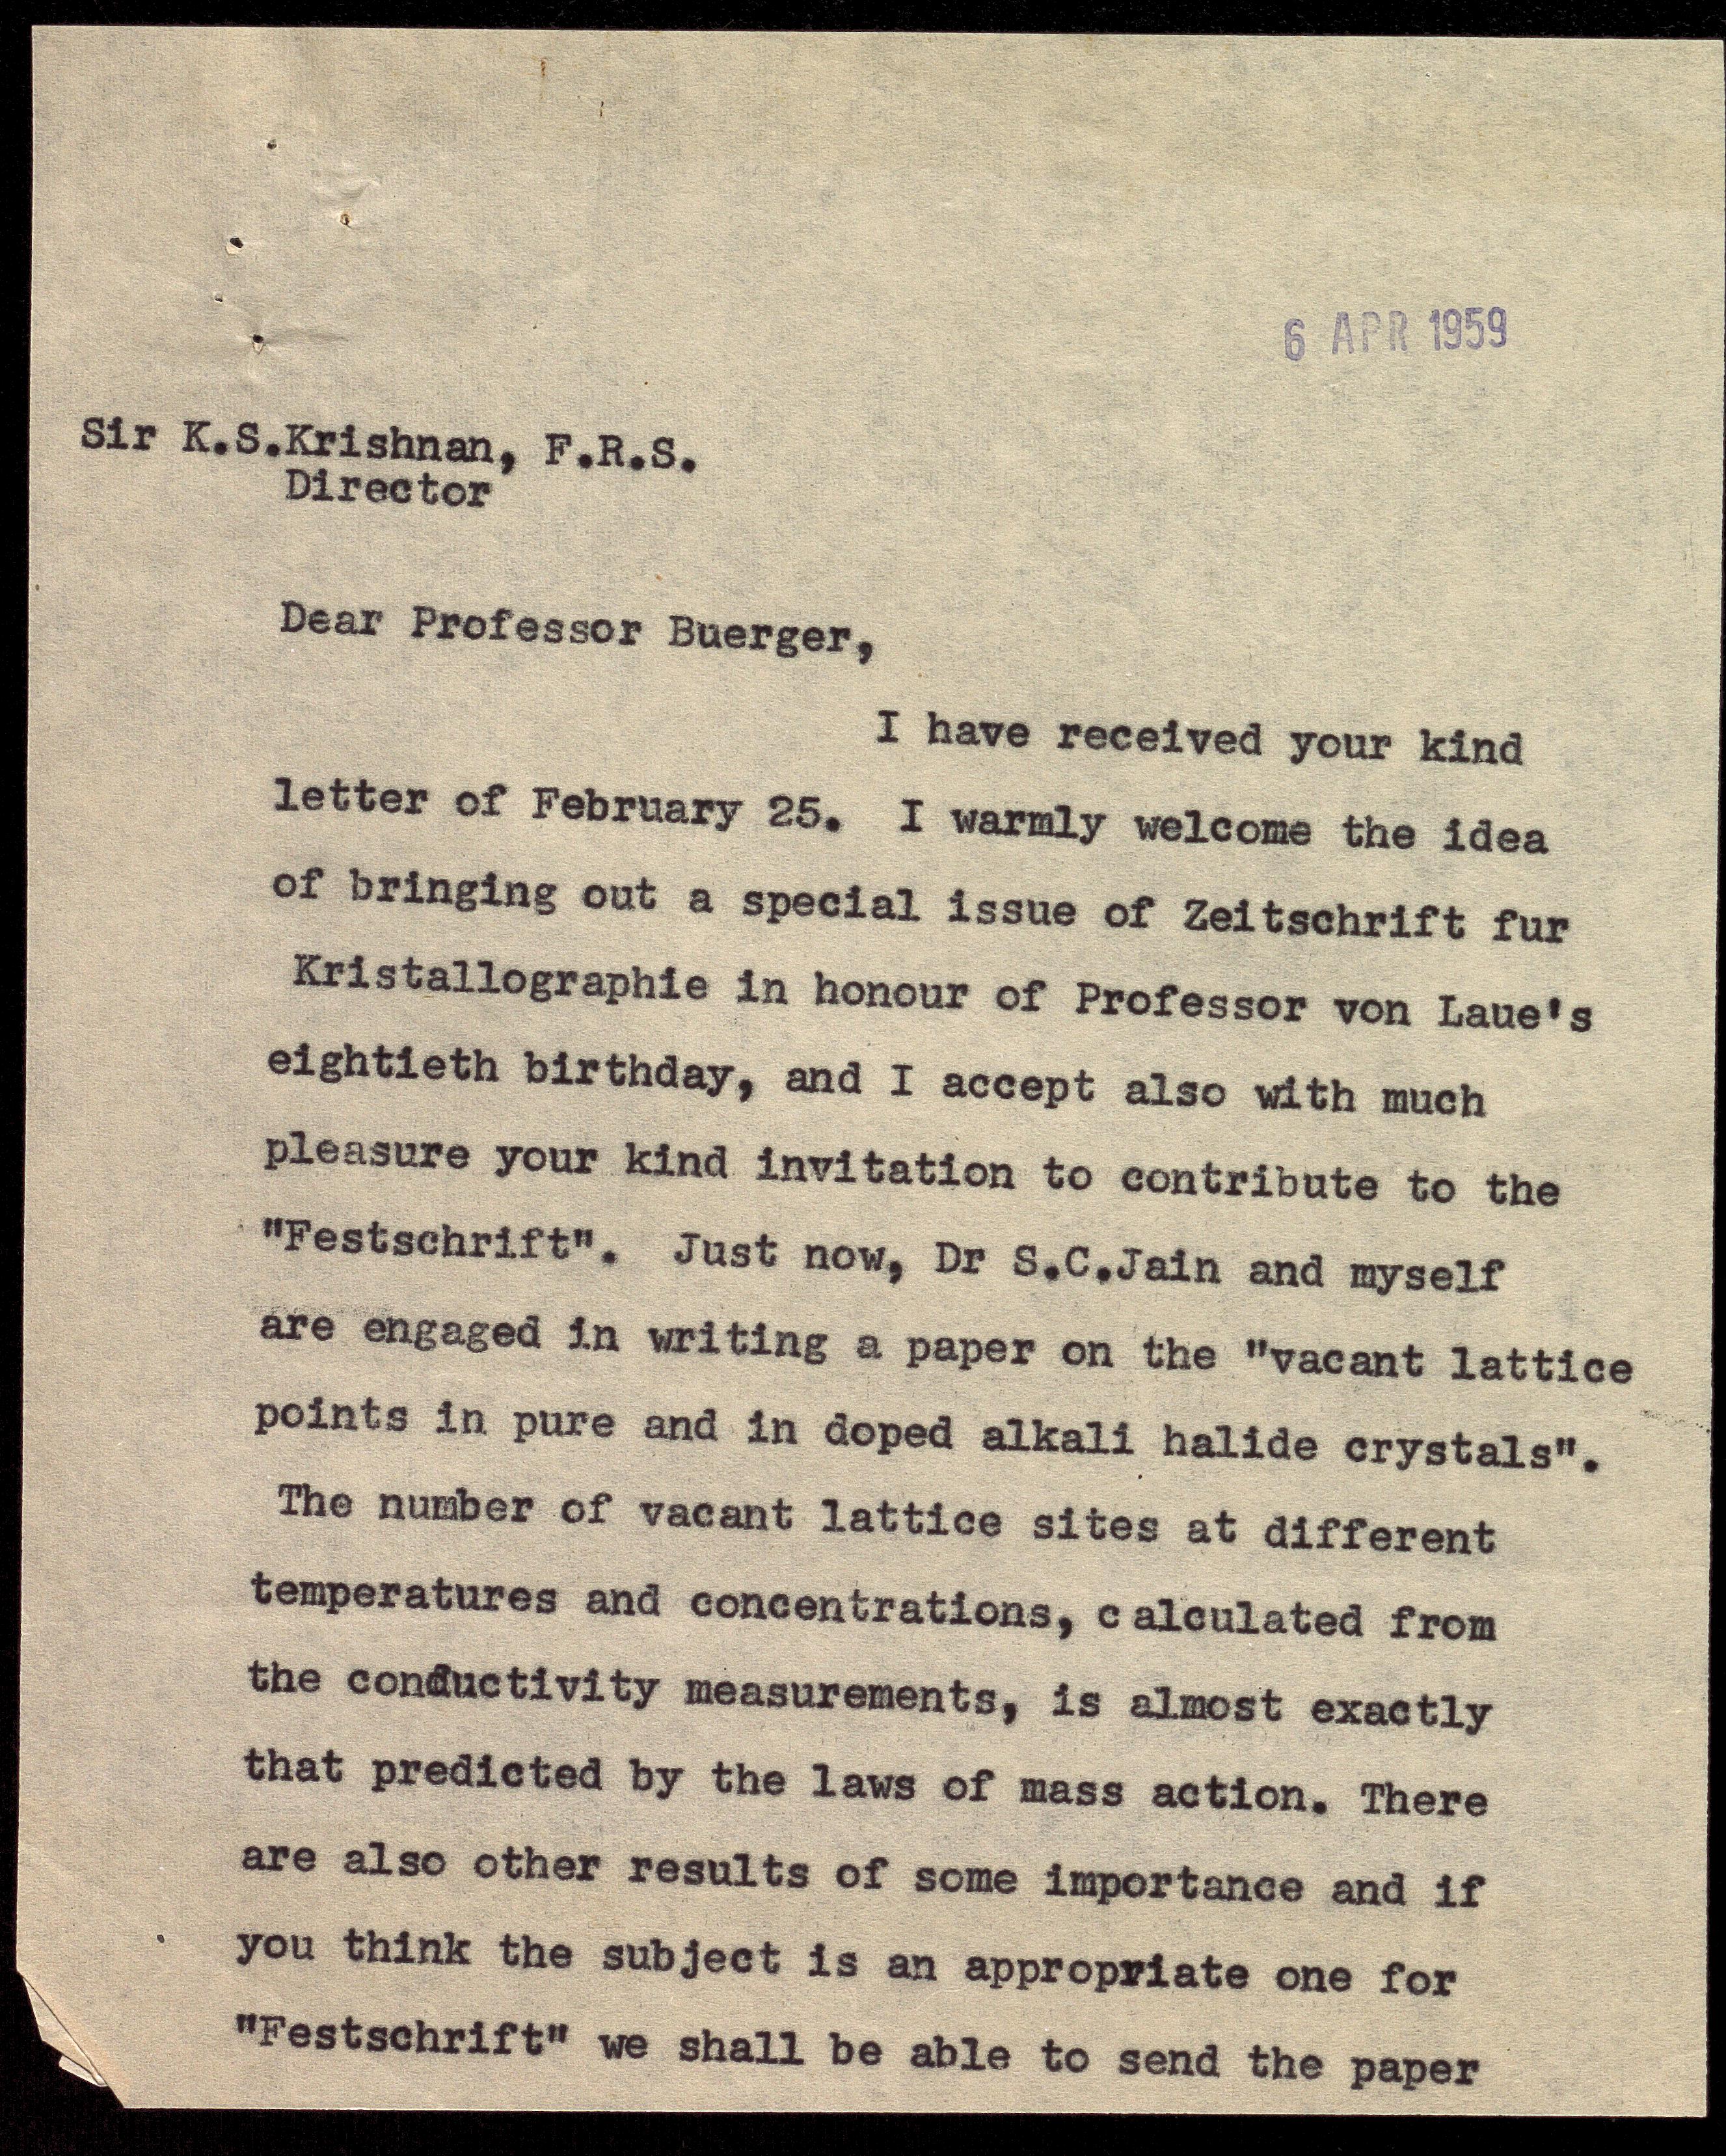 6 APR 1959
Sir K.S.Krishnan, F.R.S.
Director
Dear Professor Buerger,
I have received your kind
letter of February 25. I warmly welcome the idea
of bringing out a special issue of Zeitschrift fur
Kristallographie in honour of Professor von Laue's
eightieth birthday, and I accept also with much
pleasure your kind invitation to contribute to the
"Festschrift". Just now, Dr S.C.Jain and myself
are engaged in writing a paper on the "vacant lattice
points in pure and in doped alkali halide crystals".
The number of vacant lattice sites at different
temperatures and concentrations, c alculated from
the conductivity measurements, is almost exactly
that predicted by the laws of mass action. There
are also other results of some importance and if
you think the subject is an appropriate one for
"Festschrift" we shall be able to send the paper